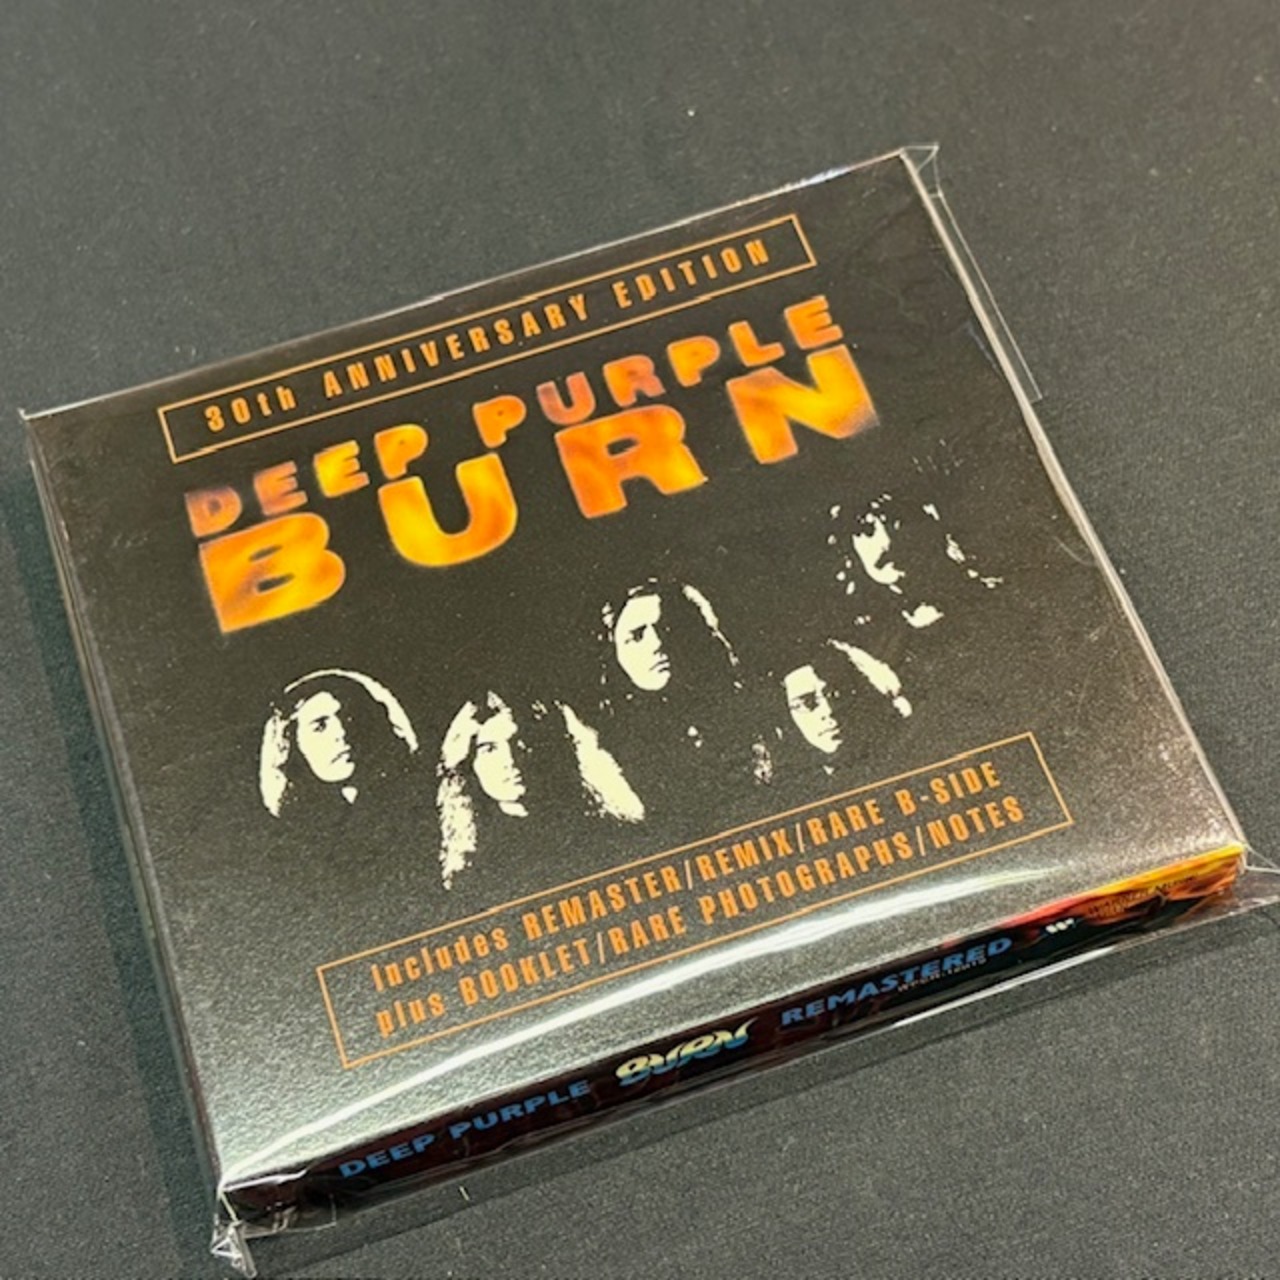 30th ANNIVERSARY EDITION
DEEP PURPLE
BURN
includes REMASTER/REMIX/RARE B-SIDE
plus BOOKLET/RARE PHOTOGRAPHS/NOTES
DEEP PURPLE BURN REMASTERED